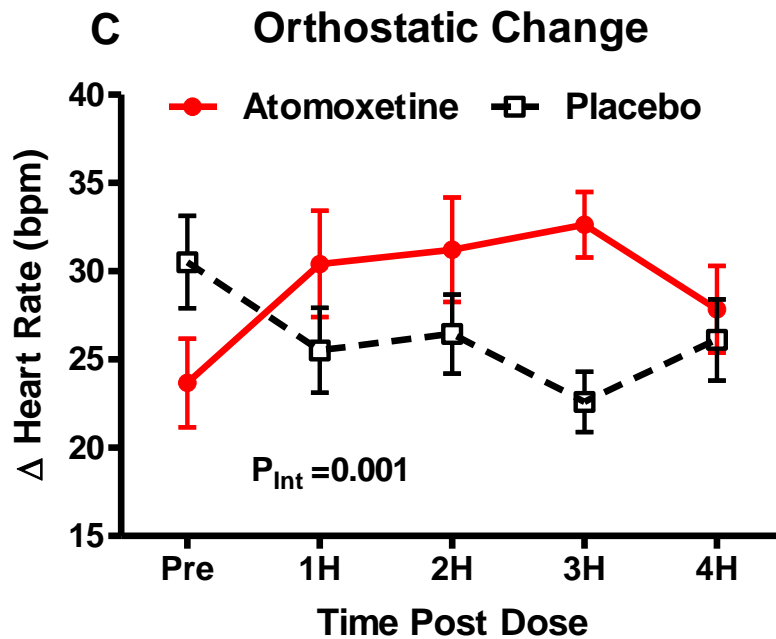 C Orthostatic Change
Atomoxetine Placebo
40
35
30
25
20
15
Δ Heart Rate (bpm)
PInt =0.001
Pre 1H 2H 3H 4H
Time Post Dose